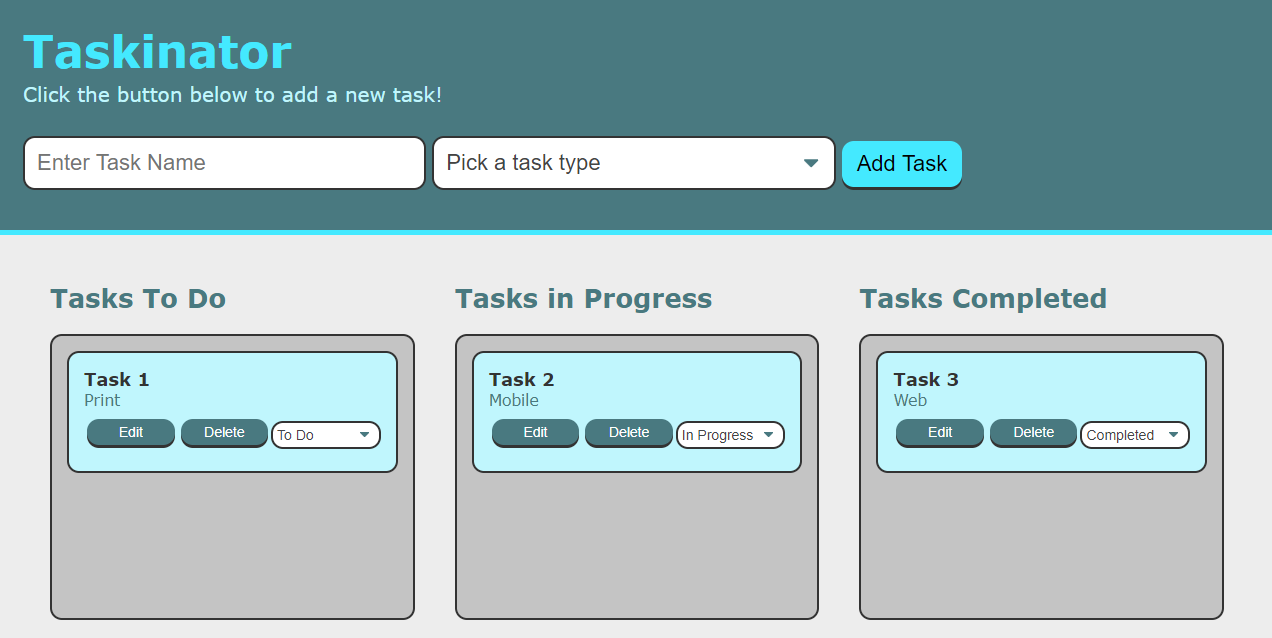 Taskinator
Click the button below to add a new task!
Enter Task Name
Pick a task type
Add Task
Tasks To Do
Task 1
Print
Edit
Delete
To Do
Tasks in Progress
Task 2
Mobile
Edit
Delete
In Progress
Tasks Completed
Task 3
Web
Edit
Delete
Completed